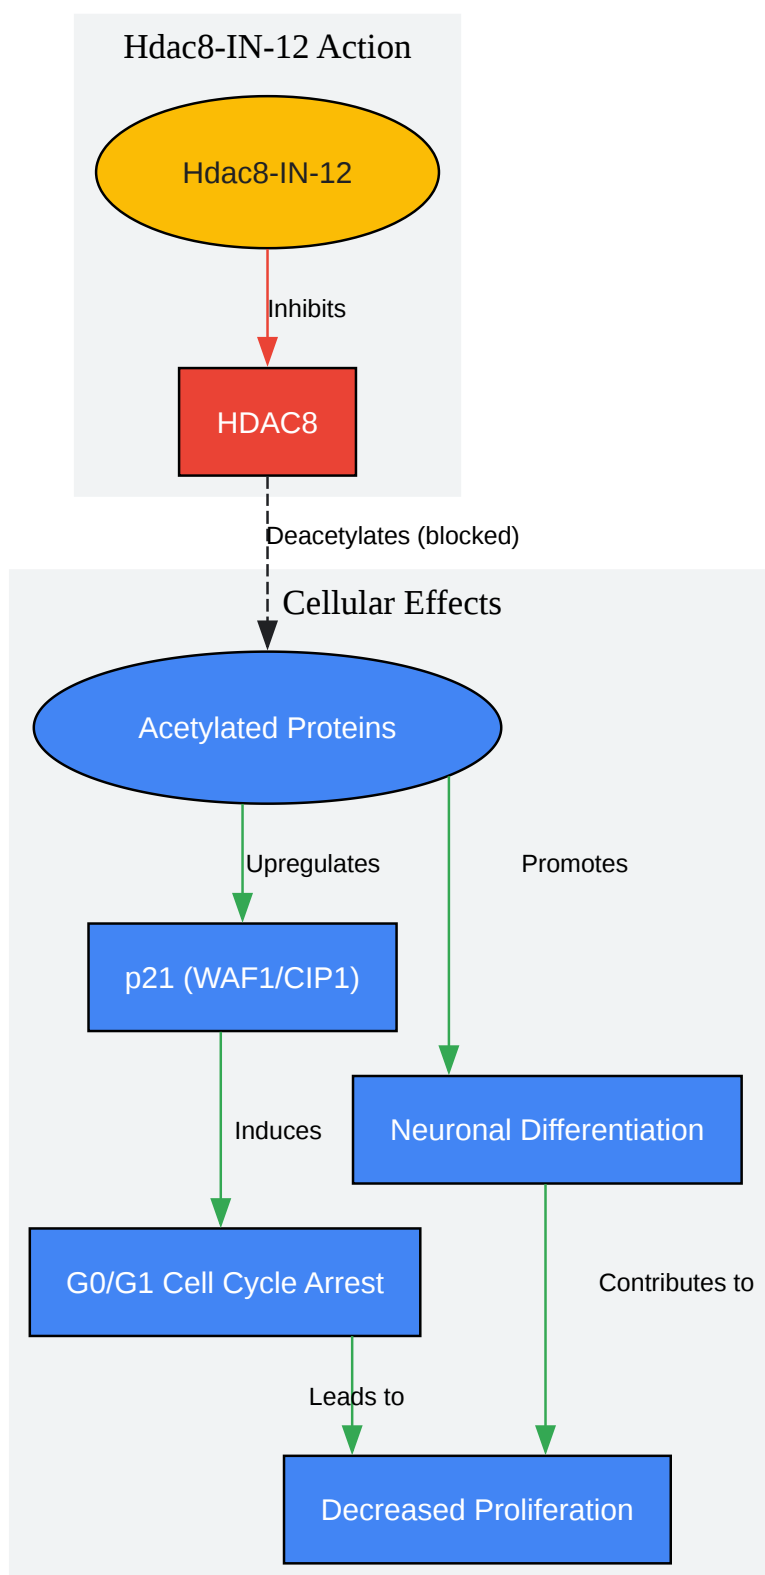 Hdac8-IN-12 Action
Hdac8-IN-12
Inhibits
HDAC8
Deacetylates (blocked)
Cellular Effects
Acetylated Proteins
Upregulates
Promotes
p21 (WAF1/CIP1)
Induces
Neuronal Differentiation
G0/G1 Cell Cycle Arrest
Contributes to
Leads to
Decreased Proliferation